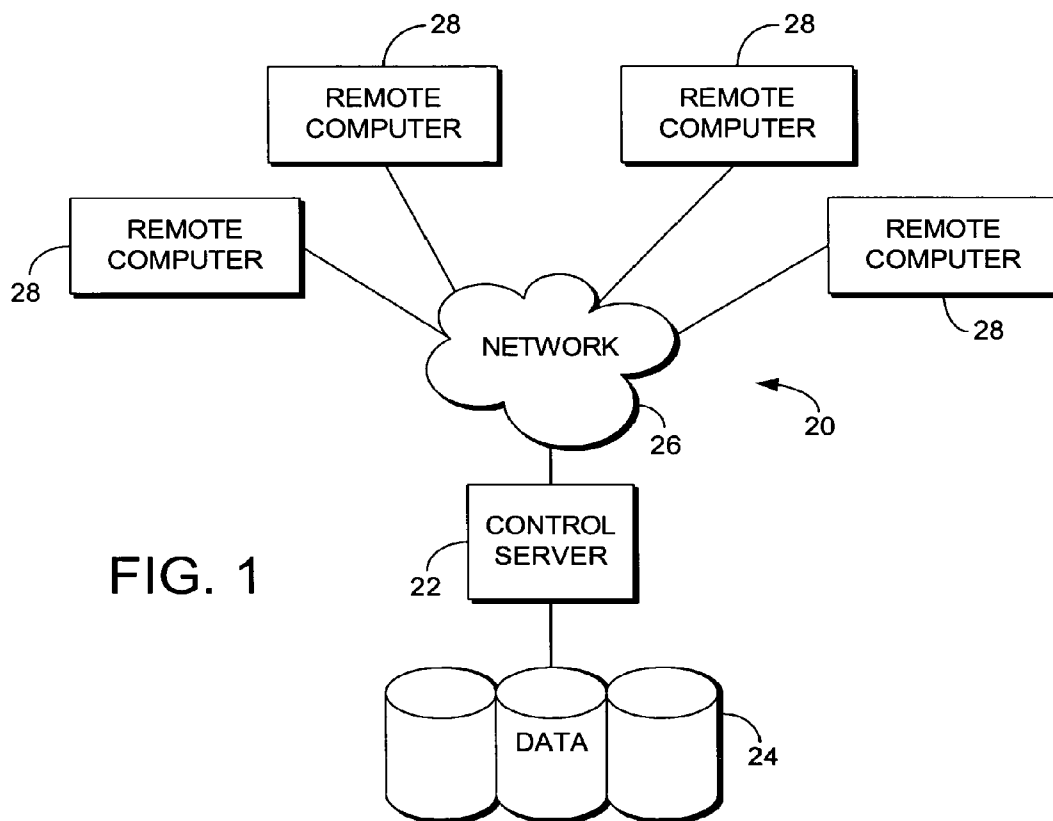 28
28
REMOTE
COMPUTER
REMOTE
COMPUTER
REMOTE
COMPUTER
REMOTE
COMPUTER
28
28
NETWORK
26
20
CONTROL
SERVER
22
FIG. 1
DATA
24